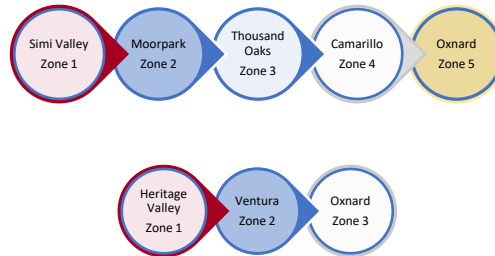 Simi Valley
Zone 1
Moorpark
Zone 2
Thousand
Oaks
Zone 3
Camarillo
Zone 4
Oxnard
Zone 5
Heritage
Valley
Zone 1
Ventura
Zone 2
Oxnard
Zone 3